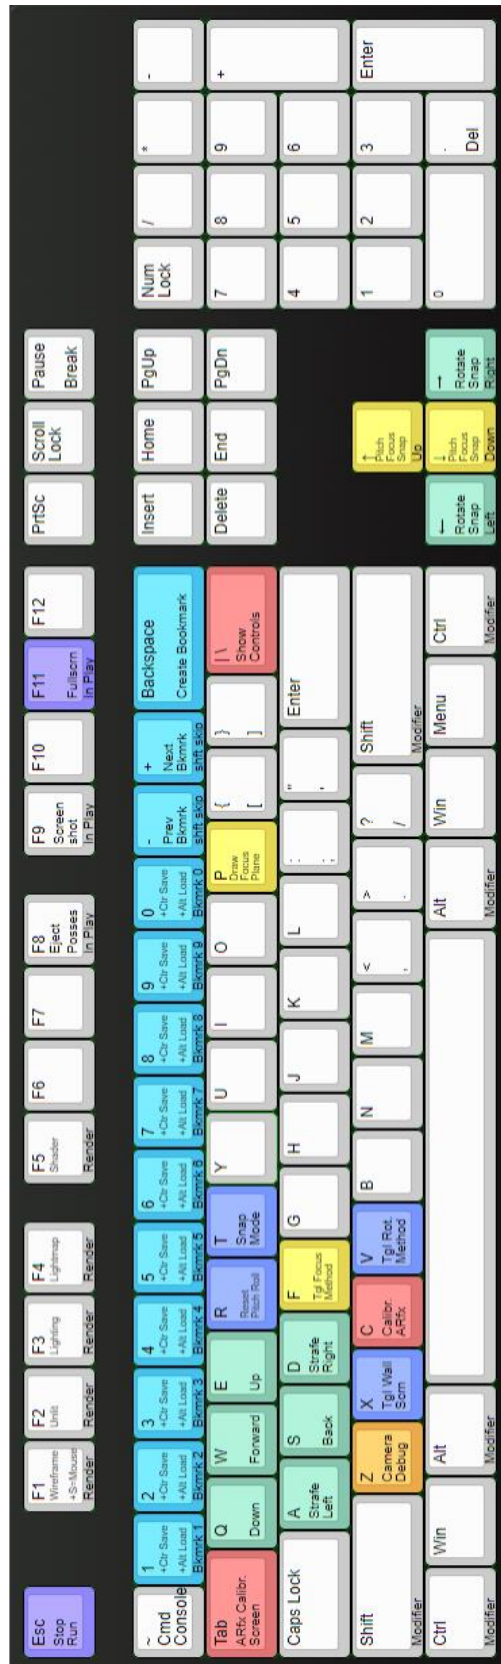 Esc
Stop
Run
F1
Wireframe
+S=Mouse
Render
F2
Unlit
Render
F3
Lighting
Render
F4
Lightmap
Render
F5
Shader
Render
F6
F7
F8
Eject
Posses
In Play
F9
Screen
shot
In Play
F10
F11
Fullscrn
In Play
F12
PrtSc
Scroll
Lock
Pause
Break
~
Cmd
Console
1
+Ctr Save
+Alt Load
Bkmrk 1
2
+Ctr Save
+Alt Load
Bkmrk 2
3
+Ctr Save
+Alt Load
Bkmrk 3
4
+Ctr Save
+Alt Load
Bkmrk 4
5
+Ctr Save
+Alt Load
Bkmrk 5
6
+Ctr Save
+Alt Load
Bkmrk 6
7
+Ctr Save
+Alt Load
Bkmrk 7
8
+Ctr Save
+Alt Load
Bkmrk 8
9
+Ctr Save
+Alt Load
Bkmrk 9
0
+Ctr Save
+Alt Load
Bkmrk 0
-
Prev
Bkmrk
shft skip
+
Next
Bkmrk
shft skip
Backspace
Create Bookmark
Insert
Home
PgUp
Num
Lock
/
*
-
Tab
ARfx Calibr.
Screen
Q
Down
W
Forward
E
Up
R
Reset
Pitch Roll
T
Snap
Mode
Y
U
I
O
P
Draw
Focus
Plane
{
[
}
]
| \
Show
Controls
Delete
End
PgDn
7
8
9
+
Caps Lock
A
Strafe
Left
S
Back
D
Strafe
Right
F
Tgl Focus
Method
G
H
J
K
L
:
;
"
'
Enter
4
5
6
Shift
Modifier
Z
Camera
Debug
X
Tgl Wall
Scrn
C
Calibr.
ARfx
V
Tgl Rot.
Method
B
N
M
<
,
>
.
?
/
Shift
Modifier
↑
Pitch
Focus
Snap
Up
1
2
3
Enter
Ctrl
Modifier
Win
Alt
Modifier
Alt
Modifier
Win
Menu
Ctrl
Modifier
←
Rotate
Snap
Left
↓
Pitch
Focus
Snap
Down
→
Rotate
Snap
Right
0
.
Del